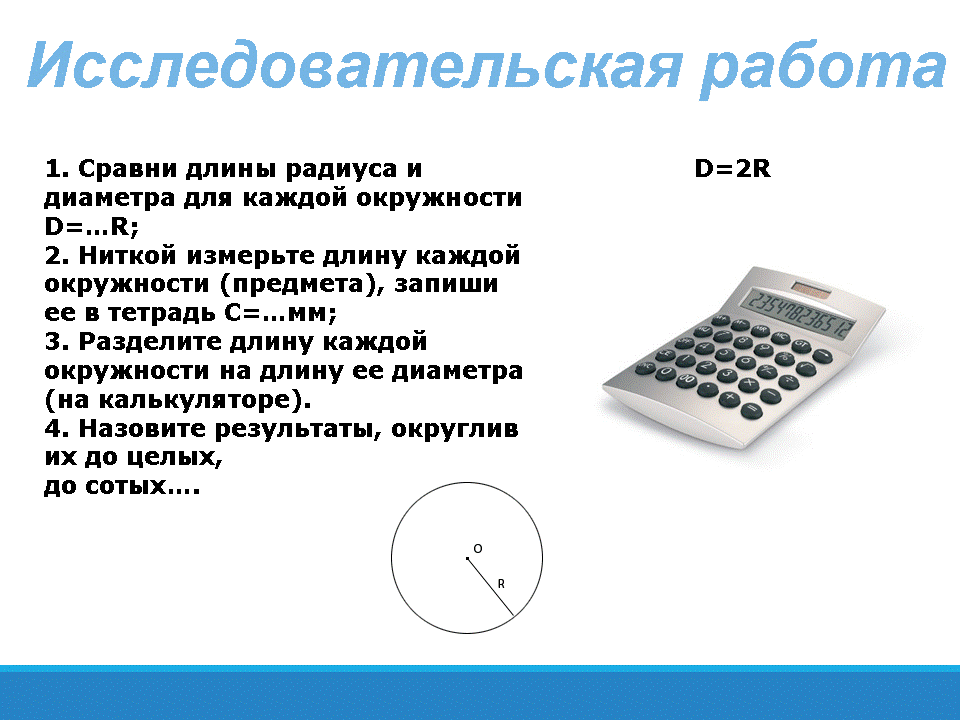 Исследовательская работа
1. Сравни длины радиуса и
диаметра для каждой окружности
D=…R;
2. Ниткой измерьте длину каждой
окружности (предмета), запиши
ее в тетрадь С=…мм;
3. Разделите длину каждой
окружности на длину ее диаметра
(на калькуляторе).
4. Назовите результаты, округлив
их до целых,
до сотых….
D=2R
235478236512
O
R